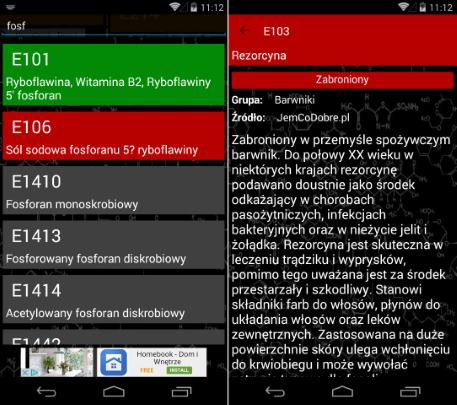 11:12
fosf
E101
Ryboflawina, Witamina B2, Ryboflawiny
5' fosforan
E106
Sól sodowa fosforanu 5? ryboflawiny
E1410
Fosforan monoskrobiowy
E1413
Fosforowany fosforan diskrobiowy
E1414
Acetylowany fosforan diskrobiowy
E1442
Homebook - Dom i
Wnętrze
FREE
INSTALL
11:12
E103
Rezorcyna
Zabroniony
Grupa: Barwniki
Źródło: JemCoDobre.pl
Zabroniony w przemyśle spożywczym
barwnik. Do połowy XX wieku w
niektórych krajach rezorcynę
podawano doustnie jako środek
odkażający w chorobach
pasożytniczych, infekcjach
bakteryjnych oraz w nieżycie jelit i
żołądka. Rezorcyna jest skuteczna w
leczeniu trądziku i wyprysków,
pomimo tego uważana jest za środek
przestarzały i szkodliwy. Stanowi
składniki farb do włosów, płynów do
układania włosów oraz leków
zewnętrznych. Zastosowana na duże
powierzchnie skóry ulega wchłonięciu
do krwiobiegu i może wywołać